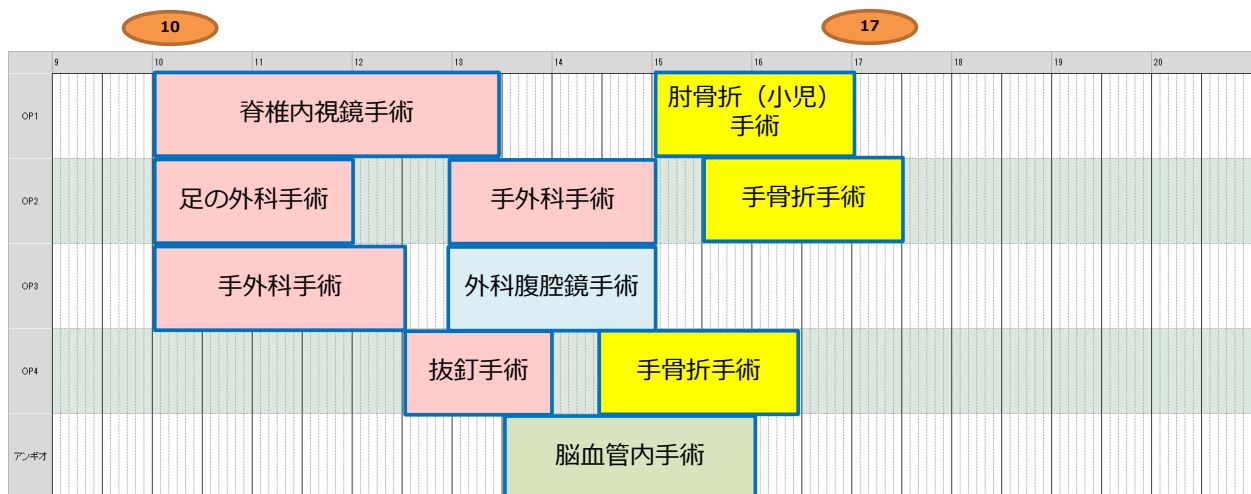 10
17
9
10
11
12
13
14
15
16
17
18
19
20
OP1
脊椎内視鏡手術
肘骨折（小児）
手術
OP2
足の外科手術
手外科手術
手骨折手術
OP3
手外科手術
外科腹腔鏡手術
OP4
抜釘手術
手骨折手術
アンギオ
脳血管内手術